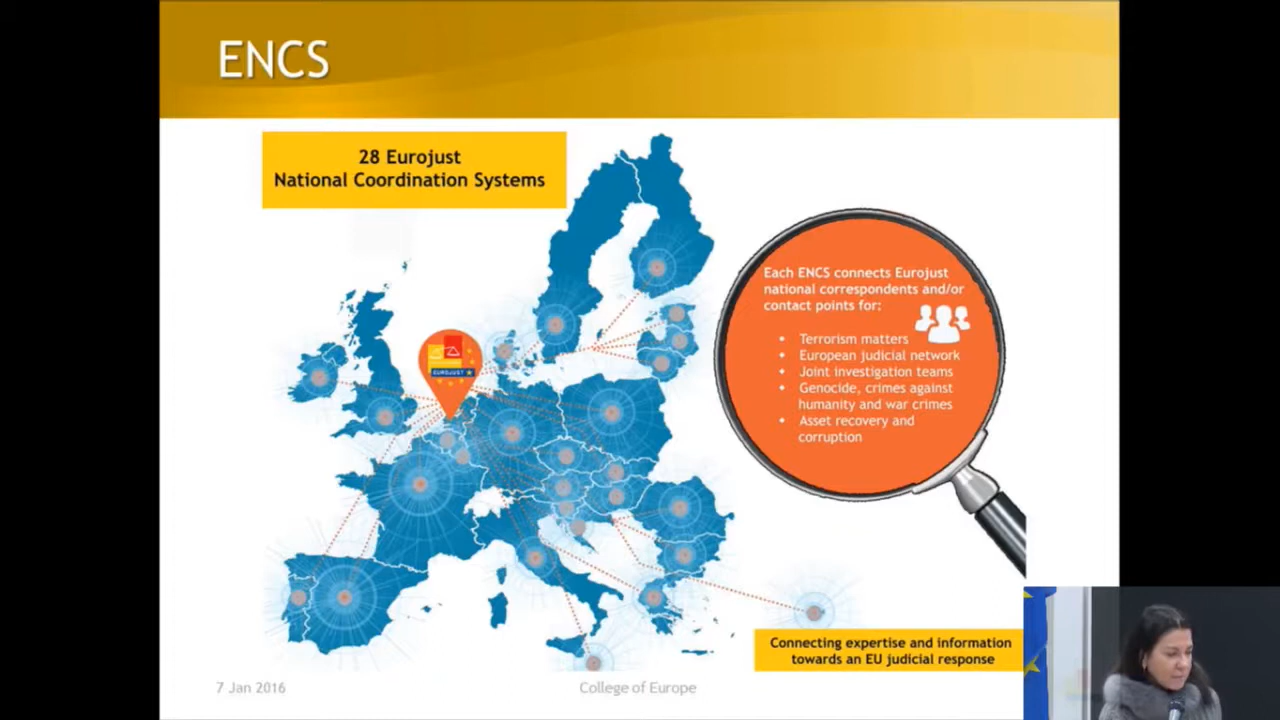 ENCS
28 Eurojust
National Coordination Systems
EUROJUST
Each ENCS connects Eurojust
national correspondents and/or
contact points for:
• Terrorism matters
• European judicial network
• Joint investigation teams
• Genocide, crimes against
humanity and war crimes
• Asset recovery and
corruption
Connecting expertise and information
towards an EU judicial response
7 Jan 2016
College of Europe